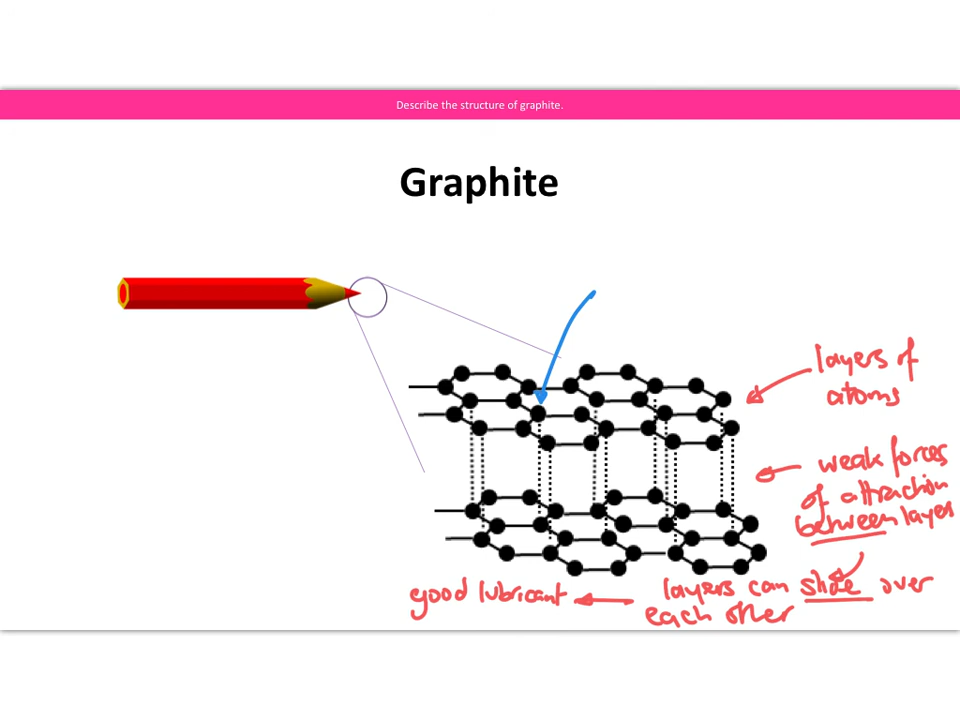 Describe the structure of graphite.
Graphite
layers of
atoms
weak forces
of attraction
between layer
layers can slide over
each other
good lubricant